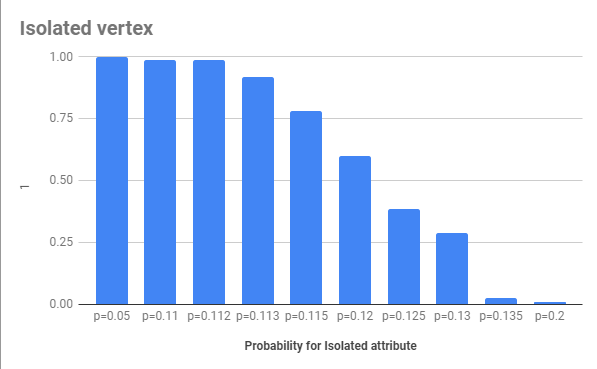 Isolated vertex
1.00
0.75
0.50
0.25
0.00
1
p=0.05 p=0.11 p=0.112 p=0.113 p=0.115 p=0.12 p=0.125 p=0.13 p=0.135 p=0.2
Probability for Isolated attribute